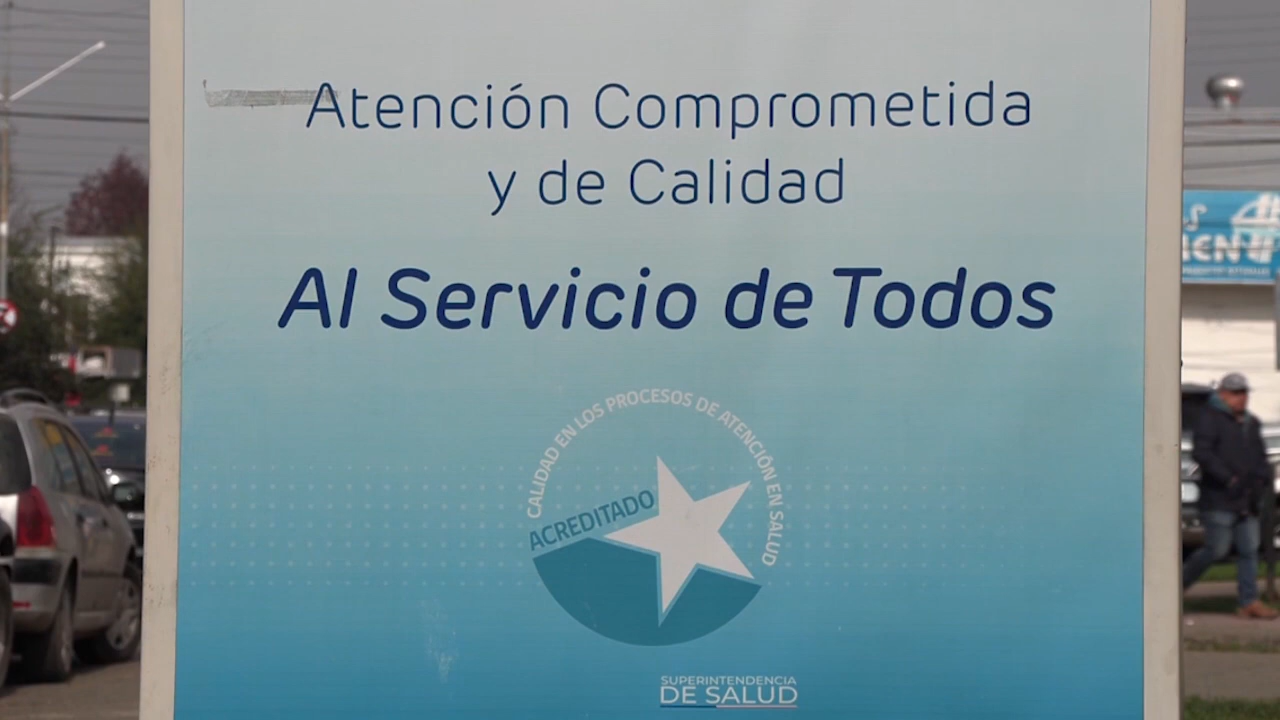 Atención Comprometida
y de Calidad
Al Servicio de Todos
CALIDAD EN LOS PROCESOS DE ATENCIÓN EN SALUD
ACREDITADO
SUPERINTENDENCIA
DE SALUD